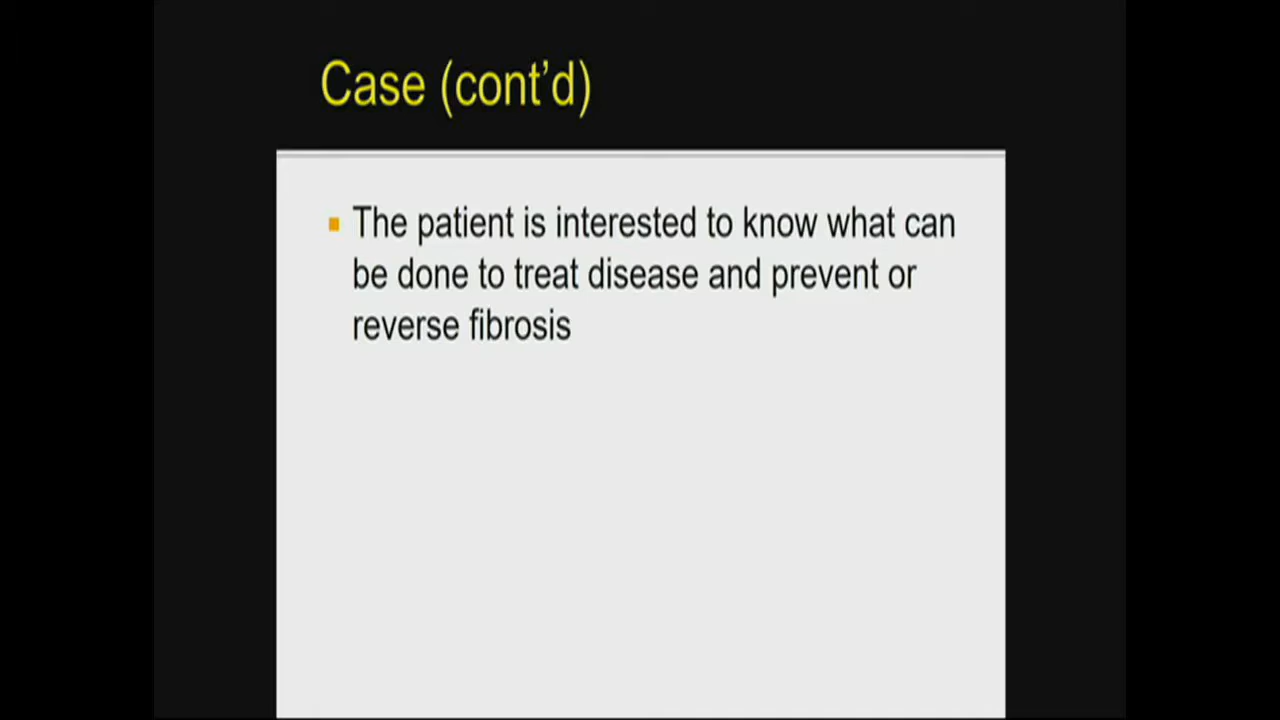 Case (cont’d)
The patient is interested to know what can
be done to treat disease and prevent or
reverse fibrosis